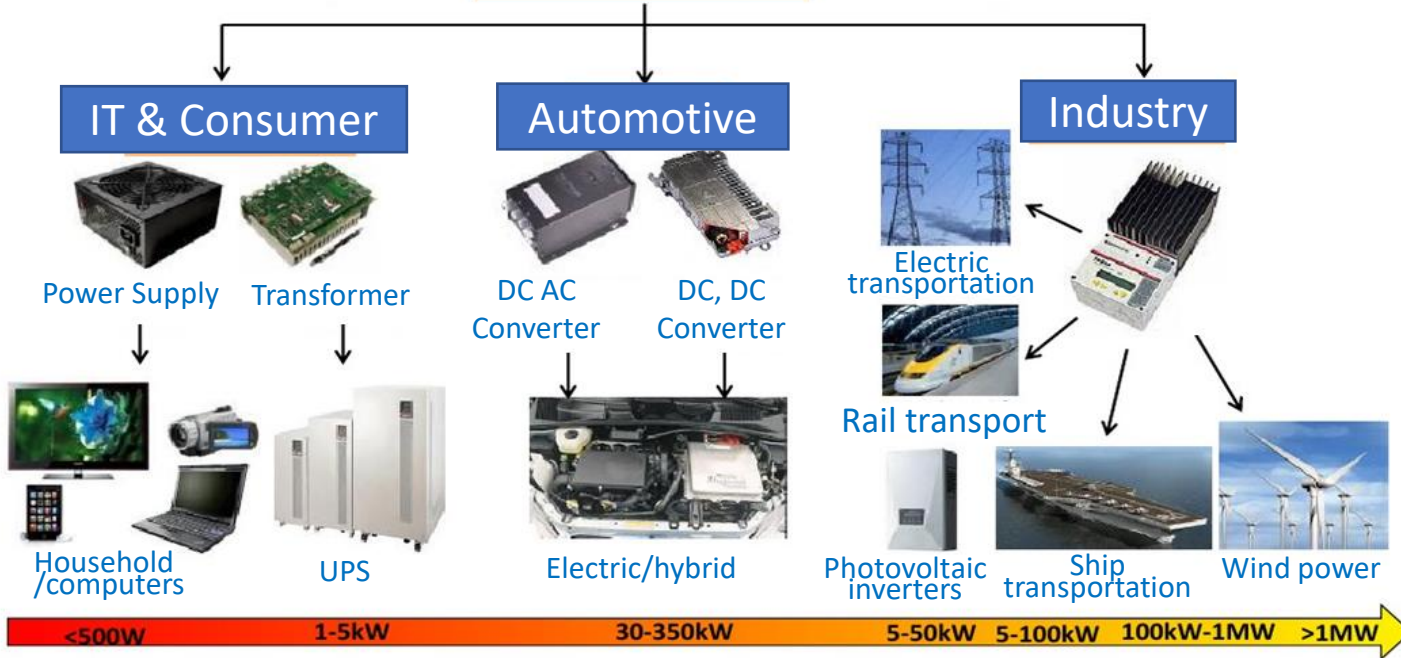 IT & Consumer
Automotive
Industry
Power Supply
Transformer
DC AC
Converter
DC, DC
Converter
Electric
transportation
Rail transport
Household
/computers
UPS
Electric/hybrid
Photovoltaic
inverters
Ship
transportation
Wind power
<500W
1-5kW
30-350kW
5-50kW
5-100kW
100kW-1MW
>1MW